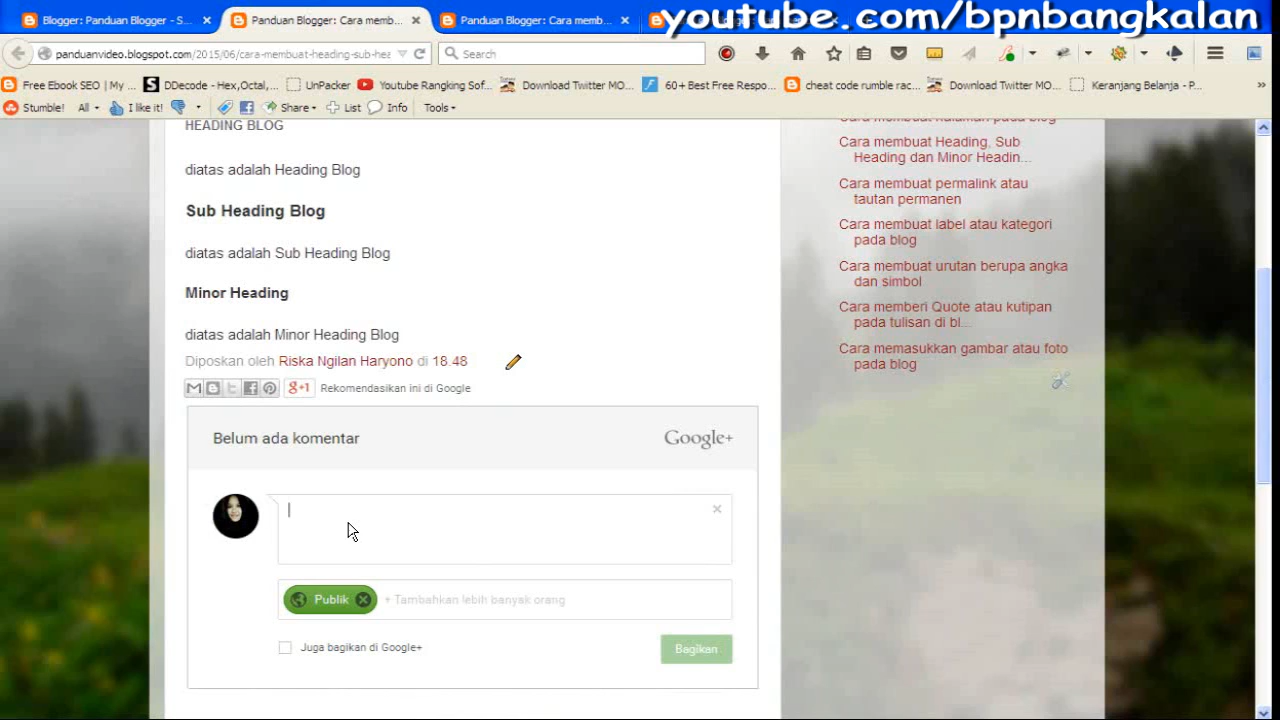 youtube.com/bpnbangkalan
Blogger: Panduan Blogger - S...
Panduan Blogger: Cara memb...
Panduan Blogger: Cara memb...
panduanvideo.blogspot.com/2015/06/cara-membuat-heading-sub-hea
Search
Free Ebook SEO | My ...
DDecode - Hex,Octal,...
UnPacker
Youtube Rangking Sof...
Download Twitter MO...
60+ Best Free Respo...
cheat code rumble rac...
Download Twitter MO...
Keranjang Belanja - P...
Stumble!
All
I like it!
Share
List
Info
Tools
HEADING BLOG
diatas adalah Heading Blog
Sub Heading Blog
diatas adalah Sub Heading Blog
Minor Heading
diatas adalah Minor Heading Blog
Diposkan oleh Riska Ngilan Haryono di 18.48
g+1 Rekomendasikan ini di Google
Belum ada komentar
Google+
Publik
+ Tambahkan lebih banyak orang
Juga bagikan di Google+
Bagikan
Cara membuat halaman pada blog
Cara membuat Heading, Sub
Heading dan Minor Headin...
Cara membuat permalink atau
tautan permanen
Cara membuat label atau kategori
pada blog
Cara membuat urutan berupa angka
dan simbol
Cara memberi Quote atau kutipan
pada tulisan di bl...
Cara memasukkan gambar atau foto
pada blog